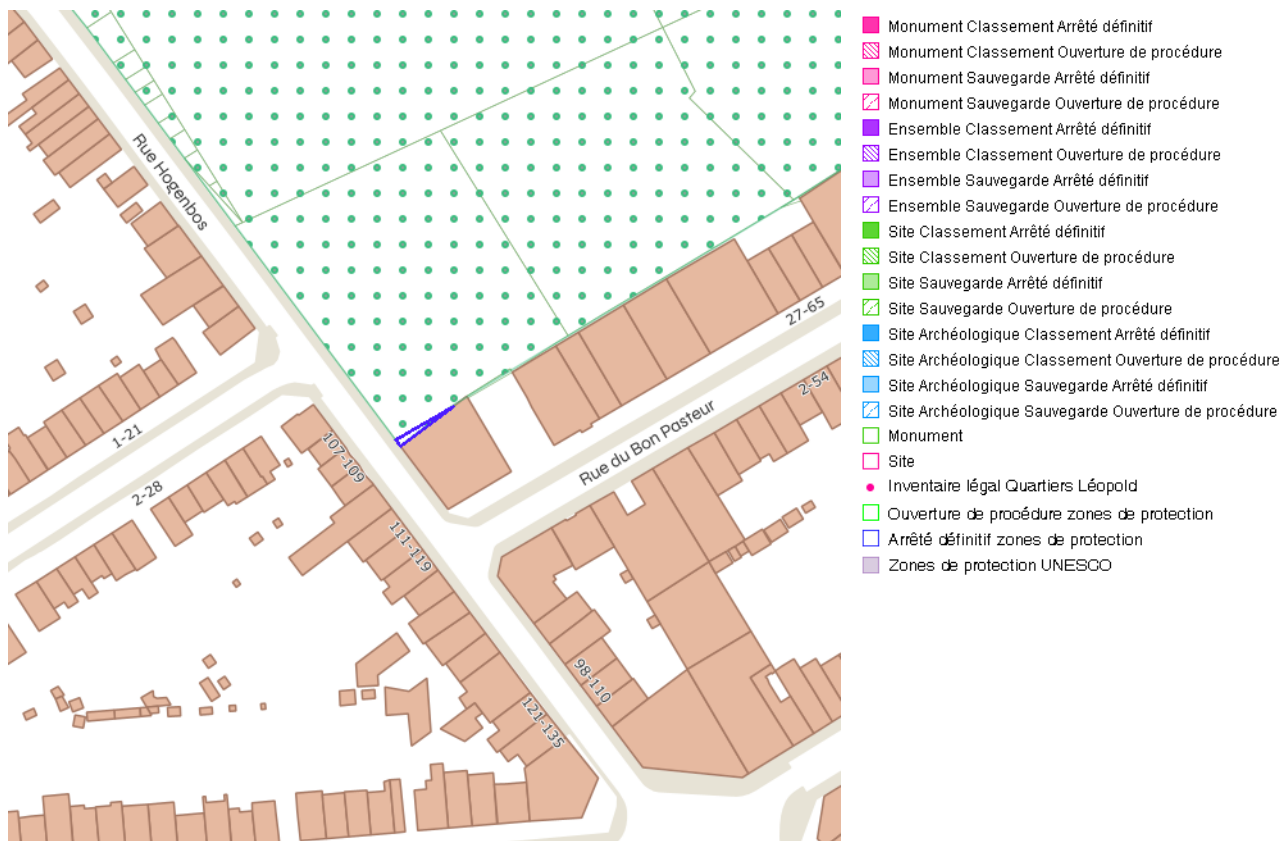 Rue Hogenbos
27-65
2-54
1-21
Rue du Bon Pasteur
107-109
2-28
111-119
98-110
121-135
Monument Classement Arrêté définitif
Monument Classement Ouverture de procédure
Monument Sauvegarde Arrêté définitif
Monument Sauvegarde Ouverture de procédure
Ensemble Classement Arrêté définitif
Ensemble Classement Ouverture de procédure
Ensemble Sauvegarde Arrêté définitif
Ensemble Sauvegarde Ouverture de procédure
Site Classement Arrêté définitif
Site Classement Ouverture de procédure
Site Sauvegarde Arrêté définitif
Site Sauvegarde Ouverture de procédure
Site Archéologique Classement Arrêté définitif
Site Archéologique Classement Ouverture de procédure
Site Archéologique Sauvegarde Arrêté définitif
Site Archéologique Sauvegarde Ouverture de procédure
Monument
Site
Inventaire légal Quartiers Léopold
Ouverture de procédure zones de protection
Arrêté définitif zones de protection
Zones de protection UNESCO